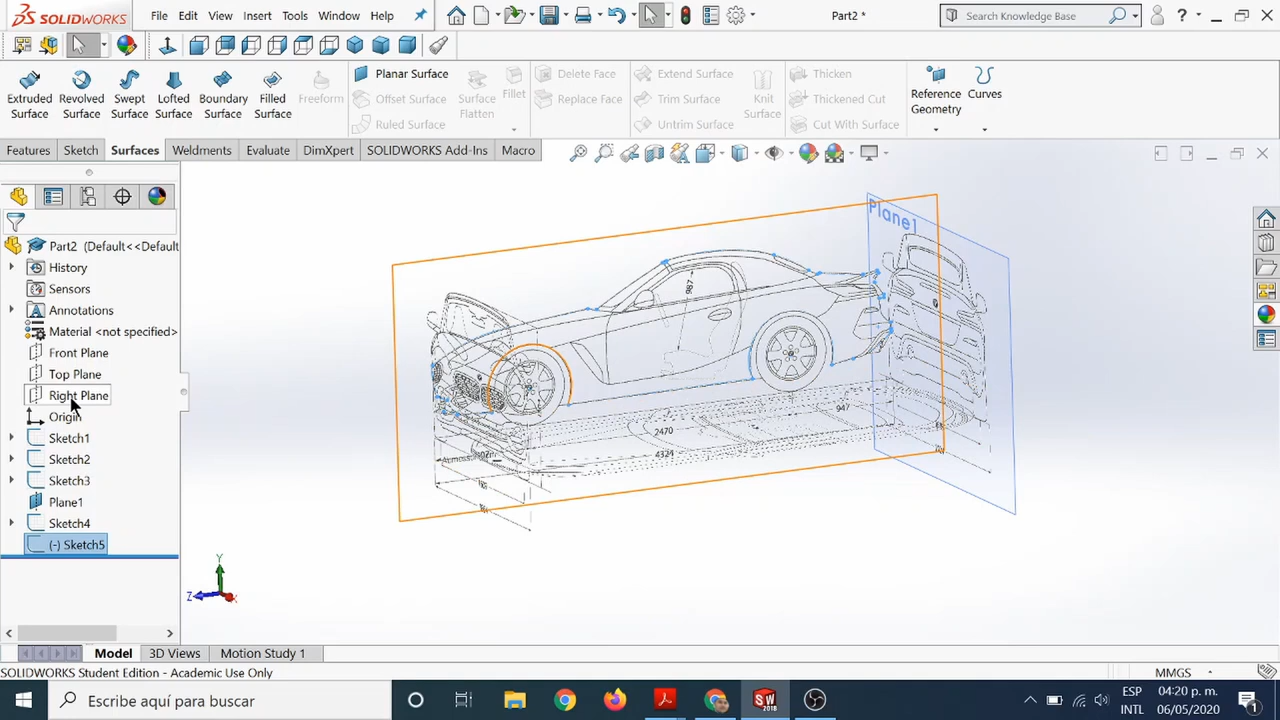 SOLIDWORKS File Edit View Insert Tools Window Help Part2 * Search Knowledge Base ?
Extruded Surface
Revolved Surface
Swept Surface
Lofted Surface
Boundary Surface
Filled Surface
Freeform
Planar Surface
Offset Surface
Ruled Surface
Surface Flatten
Fillet
Delete Face
Replace Face
Extend Surface
Trim Surface
Untrim Surface
Knit Surface
Thicken
Thickened Cut
Cut With Surface
Reference Geometry
Curves
Features Sketch Surfaces Weldments Evaluate DimXpert SOLIDWORKS Add-Ins Macro
Part2 (Default<<Default
History
Sensors
Annotations
Material <not specified>
Front Plane
Top Plane
Right Plane
Origin
Sketch1
Sketch2
Sketch3
Plane1
Sketch4
(-) Sketch5
Plane1
987
947
2470
4324
Y
Z
Model 3D Views Motion Study 1
SOLIDWORKS Student Edition - Academic Use Only MMGS
Escribe aquí para buscar
SW
2018
ESP
INTL
04:20 p. m.
06/05/2020
1